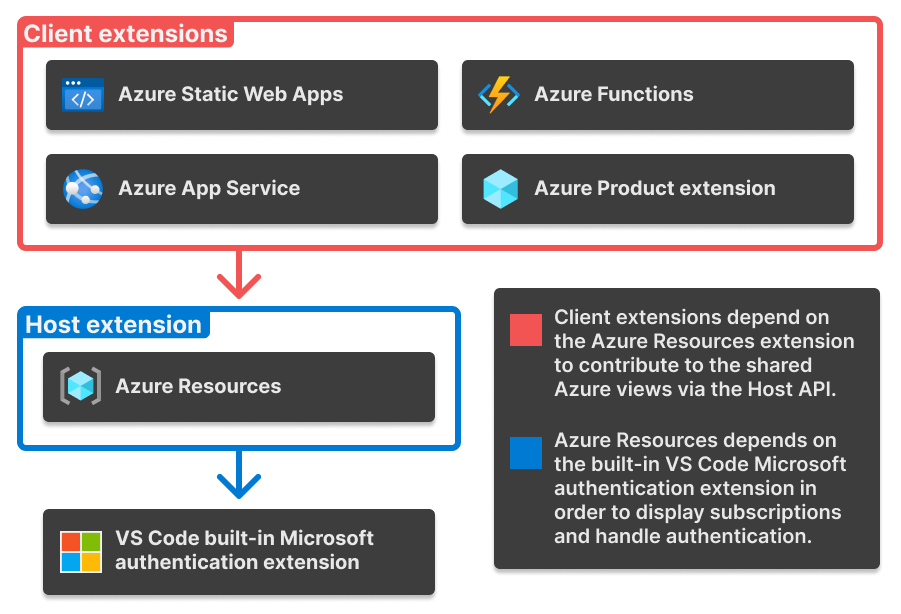 Client extensions
Azure Static Web Apps
Azure Functions
Azure App Service
Azure Product extension
Host extension
Azure Resources
VS Code built-in Microsoft
authentication extension
Client extensions depend on
the Azure Resources extension
to contribute to the shared
Azure views via the Host API.
Azure Resources depends on
the built-in VS Code Microsoft
authentication extension in
order to display subscriptions
and handle authentication.